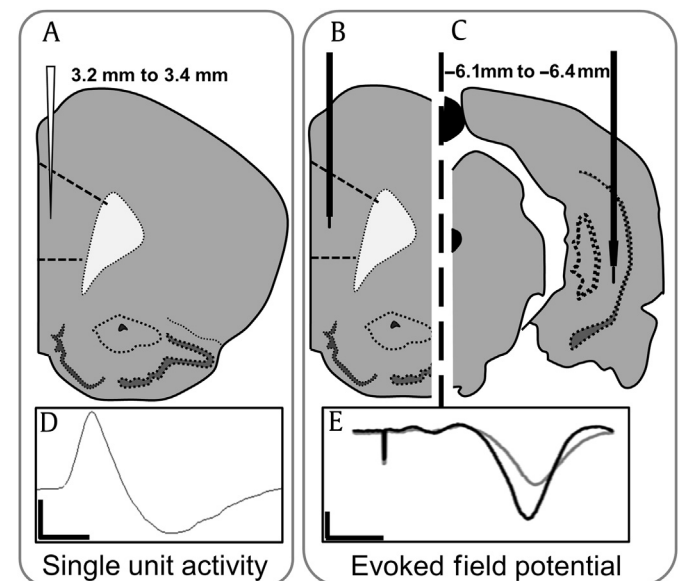 A
B
C
3.2 mm to 3.4 mm
–6.1mm to –6.4mm
D
E
Single unit activity
Evoked field potential